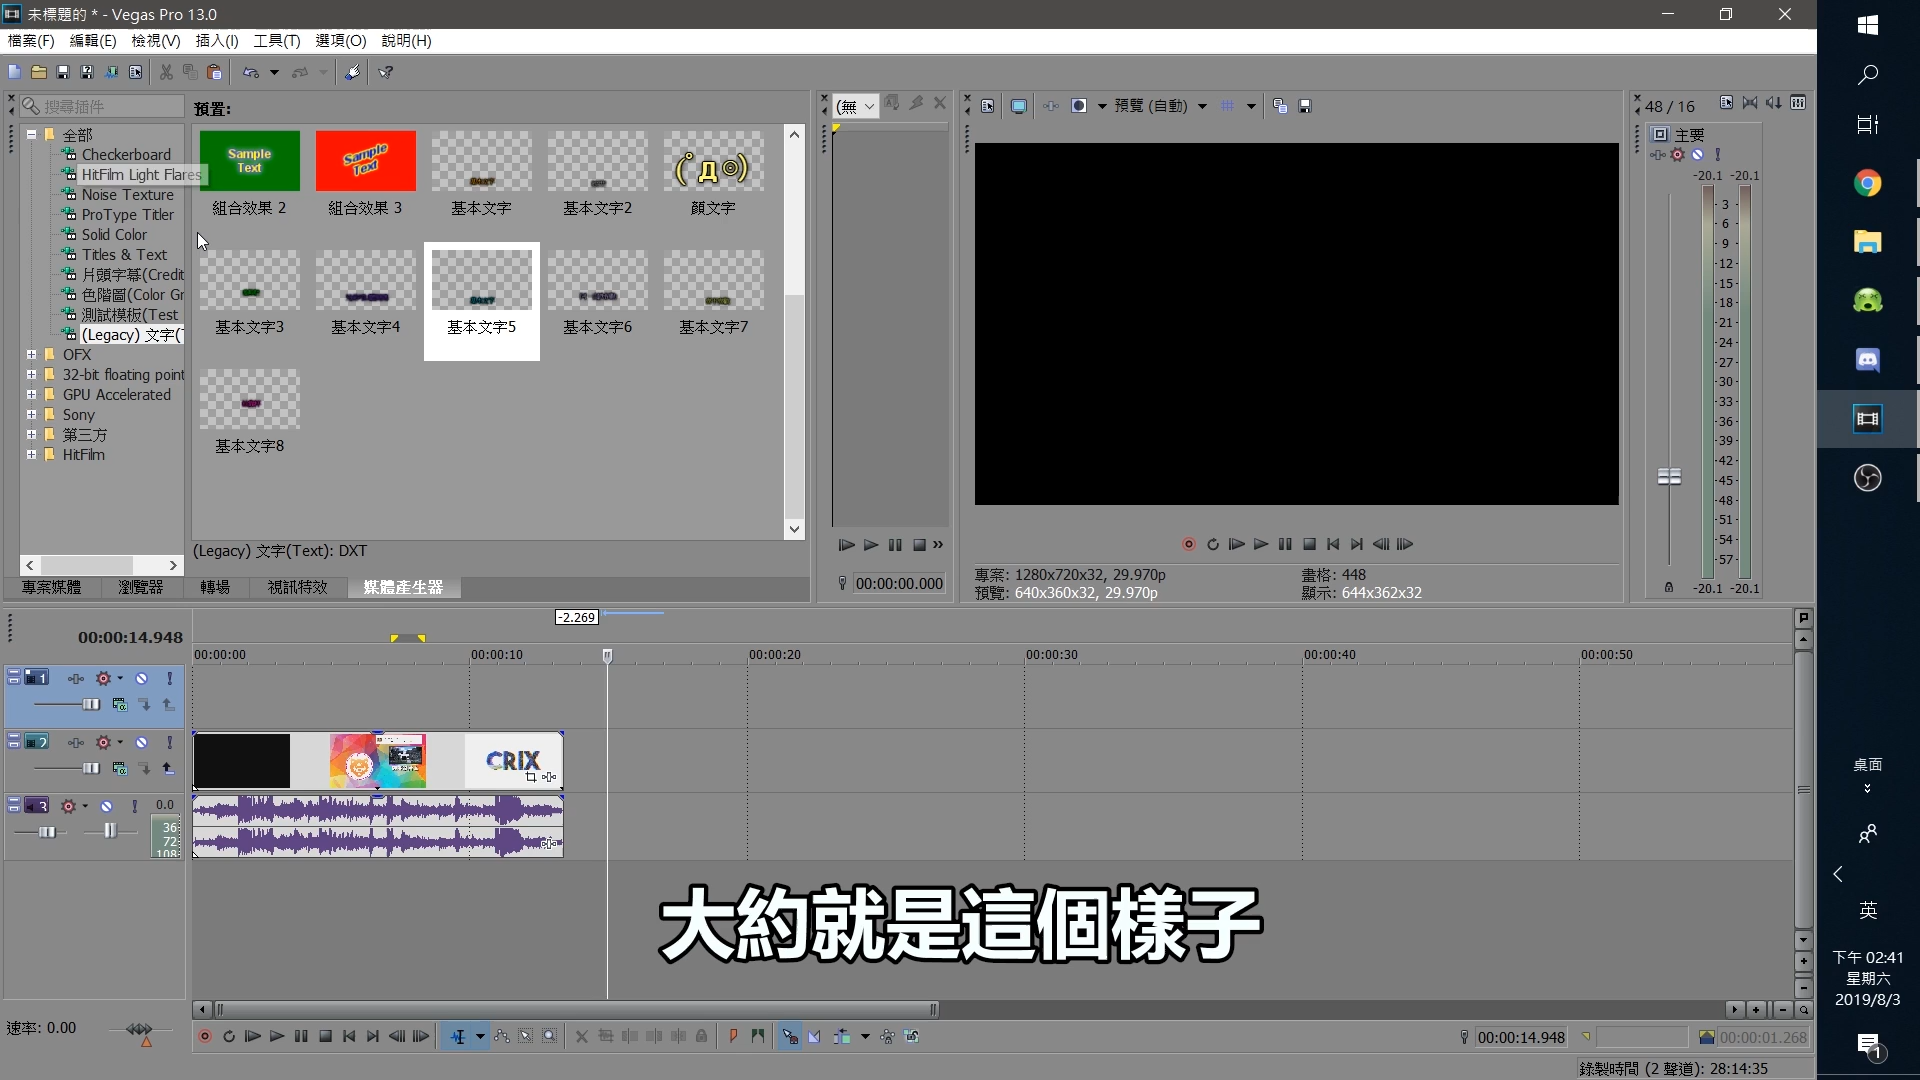 未標題的 * - Vegas Pro 13.0
檔案(F) 編輯(E) 檢視(V) 插入(I) 工具(T) 選項(O) 說明(H)
搜尋插件
全部
Checkerboard
HitFilm Light Flares
Noise Texture
ProType Titler
Solid Color
Titles & Text
片頭字幕(Credit
色階圖(Color Gr
測試模板(Test
(Legacy) 文字(T
OFX
32-bit floating point
GPU Accelerated
Sony
第三方
HitFilm
預置:
Sample Text
Sample Text
(ﾟд◎)
組合效果 2
組合效果 3
基本文字
基本文字2
顏文字
基本文字3
基本文字4
基本文字5
基本文字6
基本文字7
基本文字8
(Legacy) 文字(Text): DXT
專案媒體 瀏覽器 轉場 視訊特效 媒體產生器
(無
00:00:00.000
預覽 (自動)
專案: 1280x720x32, 29.970p
預覽: 640x360x32, 29.970p
畫格: 448
顯示: 644x362x32
48 / 16
主要
-20.1 -20.1
3
6
9
12
15
18
21
24
27
30
33
36
39
42
45
48
51
54
57
-20.1 -20.1
00:00:14.948
-2.269
00:00:00
00:00:10
00:00:20
00:00:30
00:00:40
00:00:50
1
2
3
0.0
36
72
108
CRIX
大約就是這個樣子
速率: 0.00
00:00:14.948
00:00:01.268
錄製時間 (2 聲道): 28:14:35
桌面
英
下午 02:41
星期六
2019/8/3
1